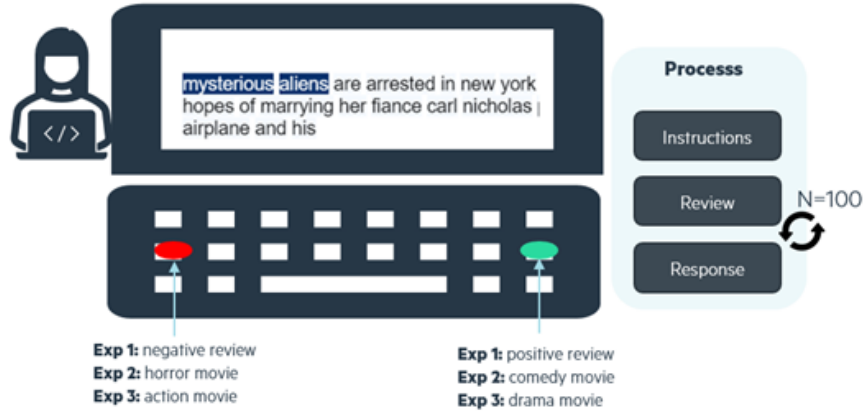 </>
mysterious aliens are arrested in new york
hopes of marrying her fiance carl nicholas
airplane and his
Processs
Instructions
Review
N=100
Response
Exp 1: negative review
Exp 2: horror movie
Exp 3: action movie
Exp 1: positive review
Exp 2: comedy movie
Exp 3: drama movie